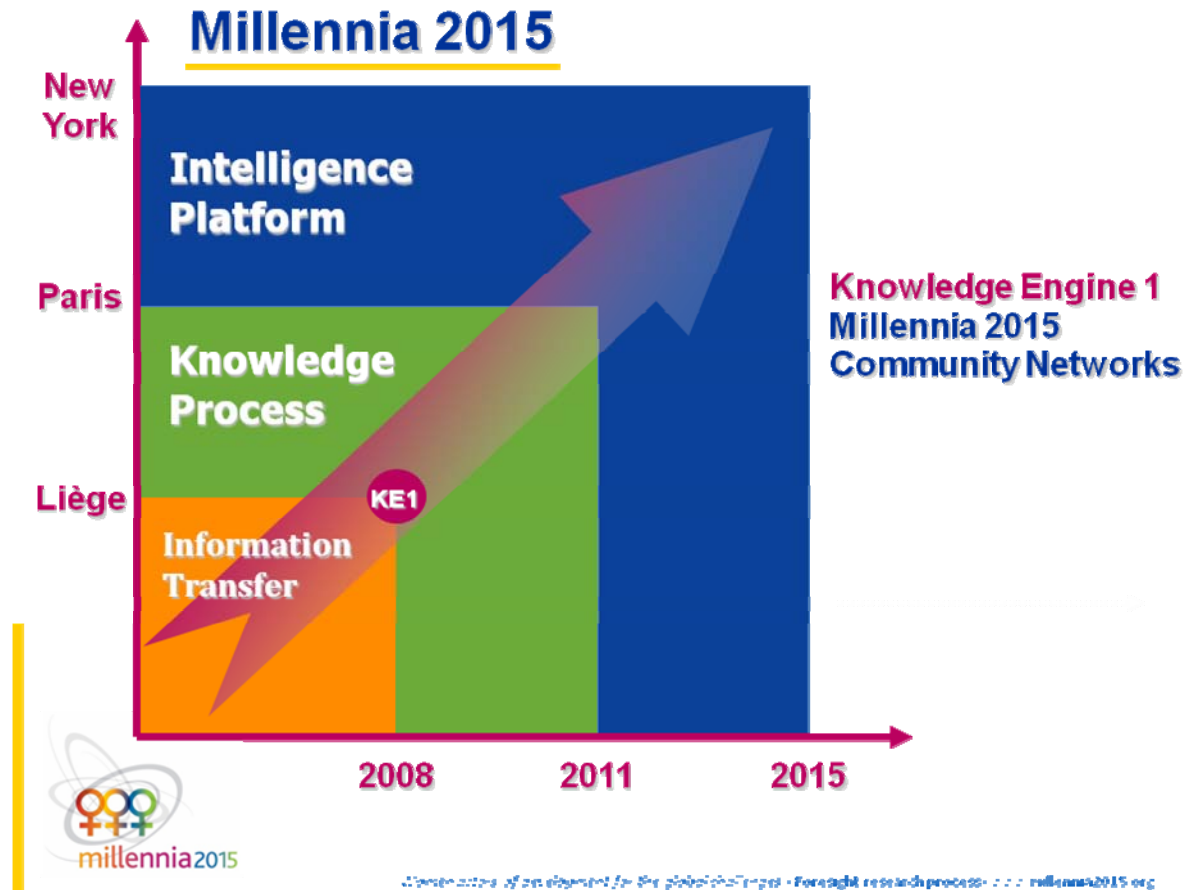 Millennia 2015
New
York
Intelligence
Platform
Paris
Knowledge
Process
Knowledge Engine 1
Millennia 2015
Community Networks
Liège
KE1
Information
Transfer
2008
2011
2015
millennia2015
Foresight research process
millennia2015.org